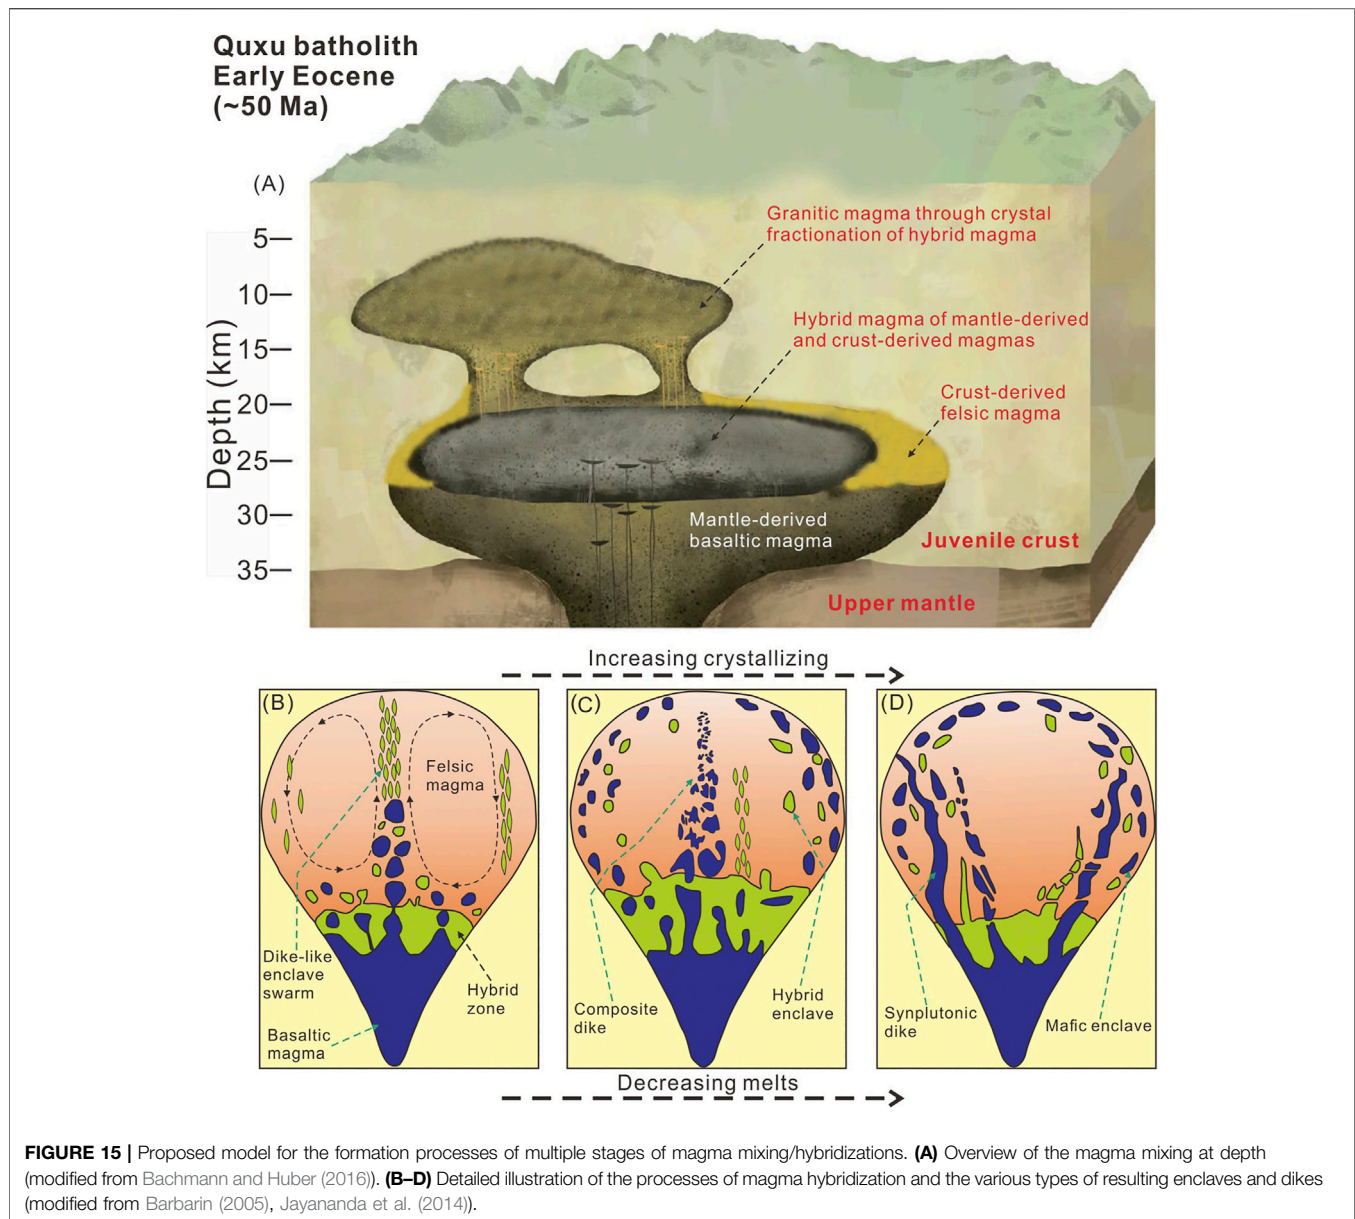 Quxu batholith
Early Eocene
(~50 Ma)
(A)
Depth (km)
5
10
15
20
25
30
35
Granitic magma through crystal
fractionation of hybrid magma
Hybrid magma of mantle-derived
and crust-derived magmas
Crust-derived
felsic magma
Mantle-derived
basaltic magma
Juvenile crust
Upper mantle
Increasing crystallizing
(B)
Felsic
magma
Dike-like
enclave
swarm
Hybrid
zone
Basaltic
magma
(C)
Composite
dike
Hybrid
enclave
(D)
Synplutonic
dike
Mafic enclave
Decreasing melts
FIGURE 15 | Proposed model for the formation processes of multiple stages of magma mixing/hybridizations. (A) Overview of the magma mixing at depth
(modified from Bachmann and Huber (2016)). (B–D) Detailed illustration of the processes of magma hybridization and the various types of resulting enclaves and dikes
(modified from Barbarin (2005), Jayananda et al. (2014)).